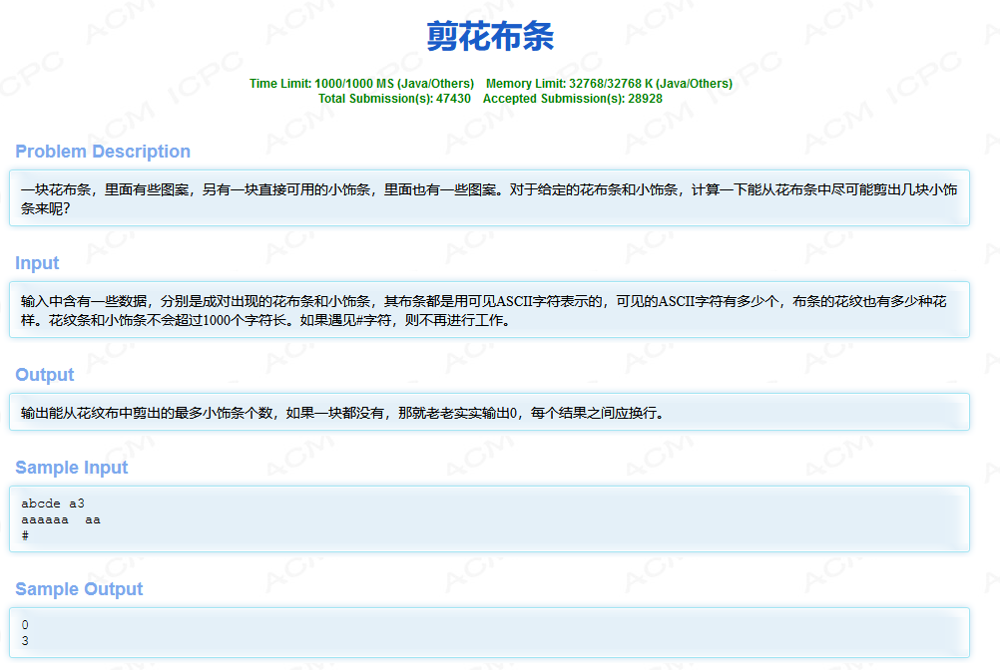 剪花布条
Time Limit: 1000/1000 MS (Java/Others)    Memory Limit: 32768/32768 K (Java/Others)
Total Submission(s): 47430    Accepted Submission(s): 28928
Problem Description
一块花布条，里面有些图案，另有一块直接可用的小饰条，里面也有一些图案。对于给定的花布条和小饰条，计算一下能从花布条中尽可能剪出几块小饰
条来呢？
Input
输入中含有一些数据，分别是成对出现的花布条和小饰条，其布条都是用可见ASCII字符表示的，可见的ASCII字符有多少个，布条的花纹也有多少种花
样。花纹条和小饰条不会超过1000个字符长。如果遇见#字符，则不再进行工作。
Output
输出能从花纹布中剪出的最多小饰条个数，如果一块都没有，那就老老实实输出0，每个结果之间应换行。
Sample Input
abcde a3
aaaaaa  aa
#
Sample Output
0
3